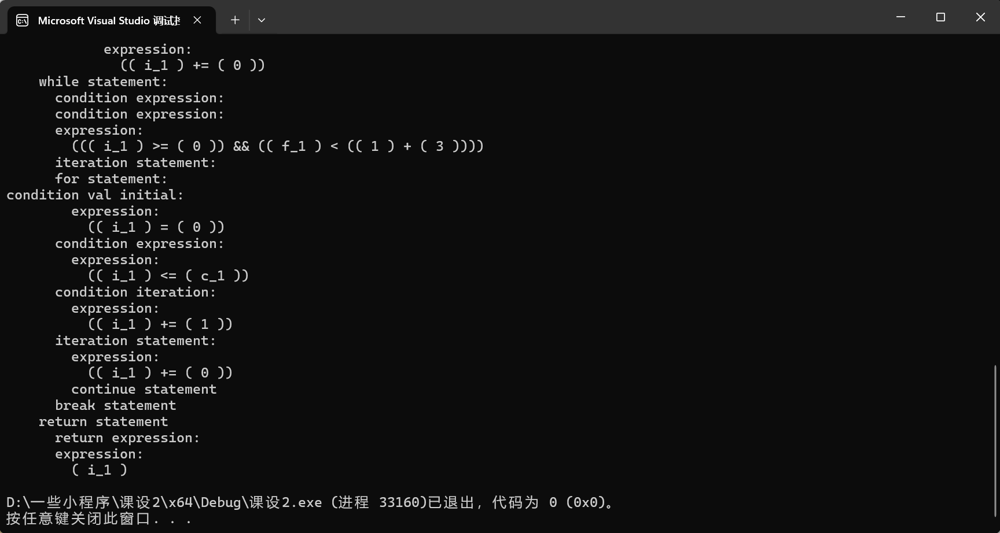 Microsoft Visual Studio 调试
expression:
(( i_1 ) += ( 0 ))
while statement:
condition expression:
condition expression:
expression:
((( i_1 ) >= ( 0 )) && (( f_1 ) < (( 1 ) + ( 3 ))))
iteration statement:
for statement:
condition val initial:
expression:
(( i_1 ) = ( 0 ))
condition expression:
expression:
(( i_1 ) <= ( c_1 ))
condition iteration:
expression:
(( i_1 ) += ( 1 ))
iteration statement:
expression:
(( i_1 ) += ( 0 ))
continue statement
break statement
return statement
return expression:
expression:
( i_1 )
D:\一些小程序\课设2\x64\Debug\课设2.exe (进程 33160)已退出，代码为 0 (0x0)。
按任意键关闭此窗口. . .